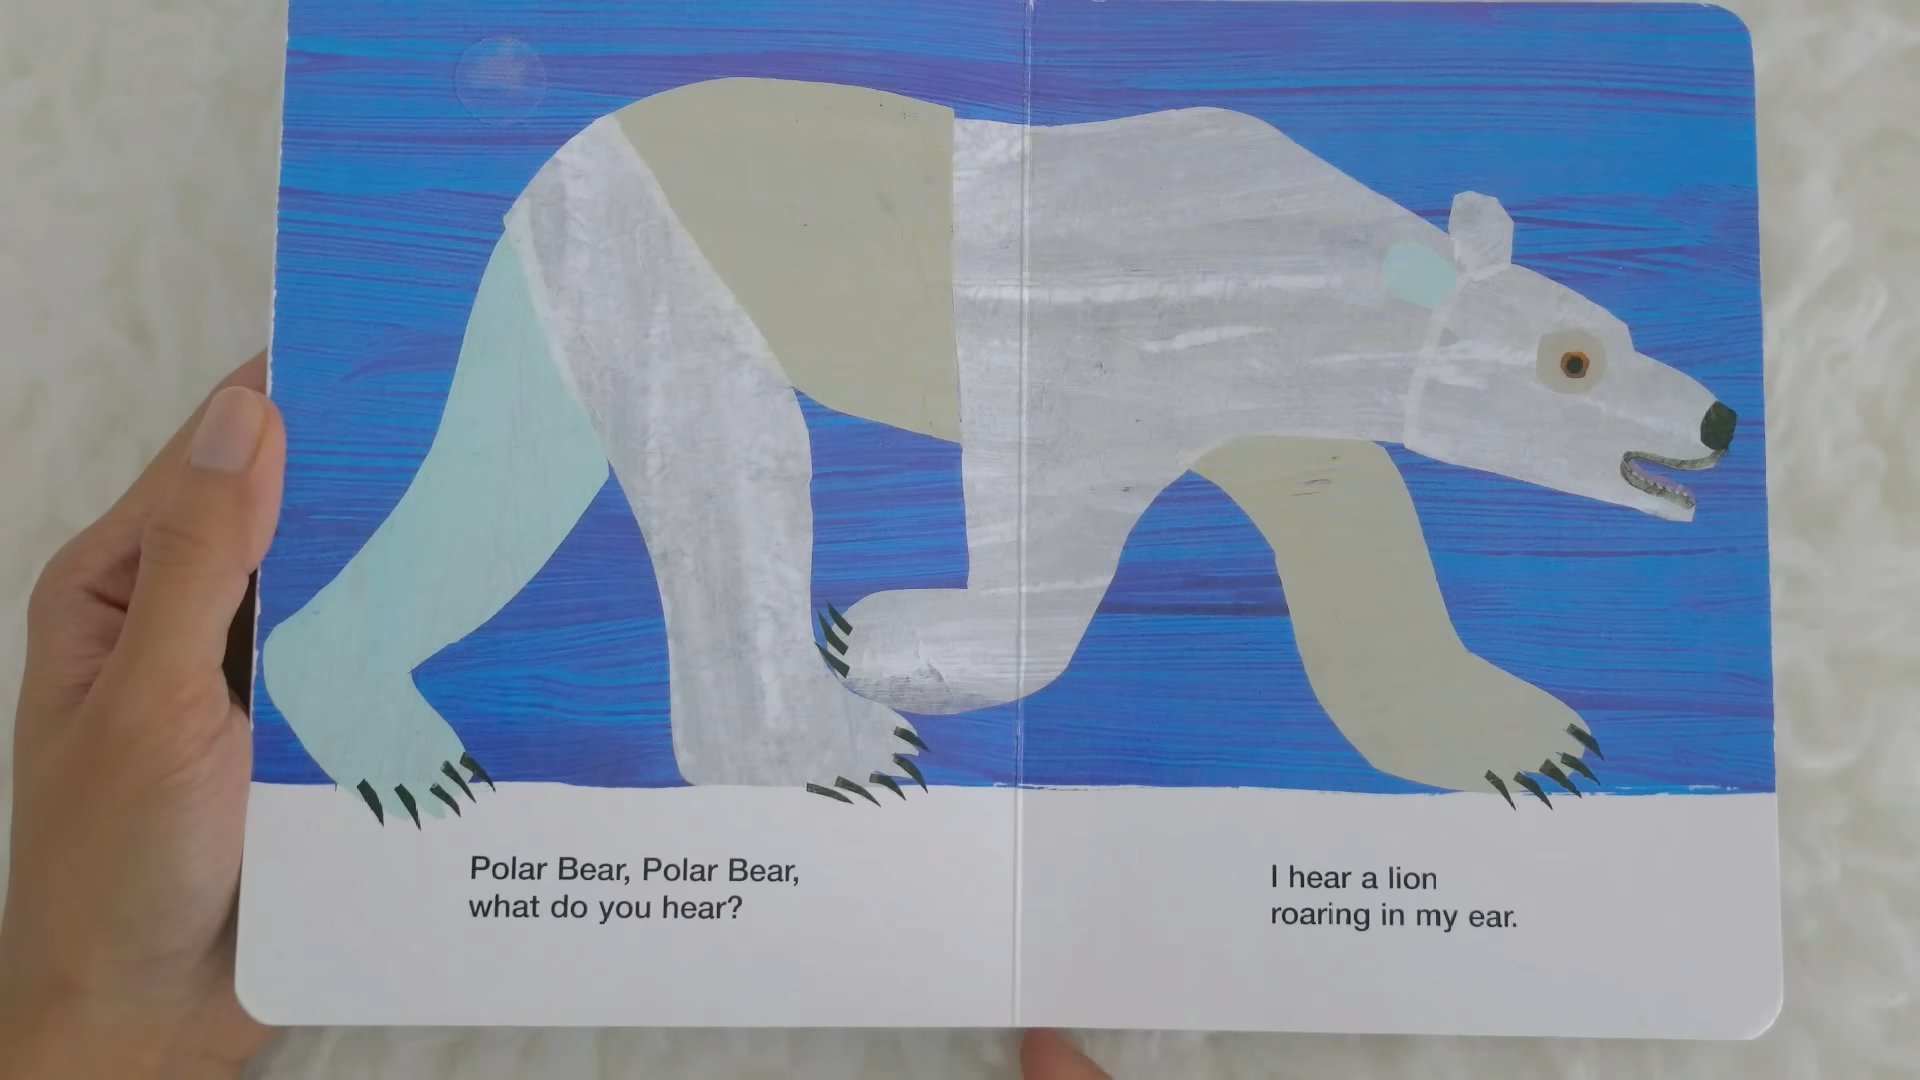 Polar Bear, Polar Bear,
what do you hear?
I hear a lion
roaring in my ear.